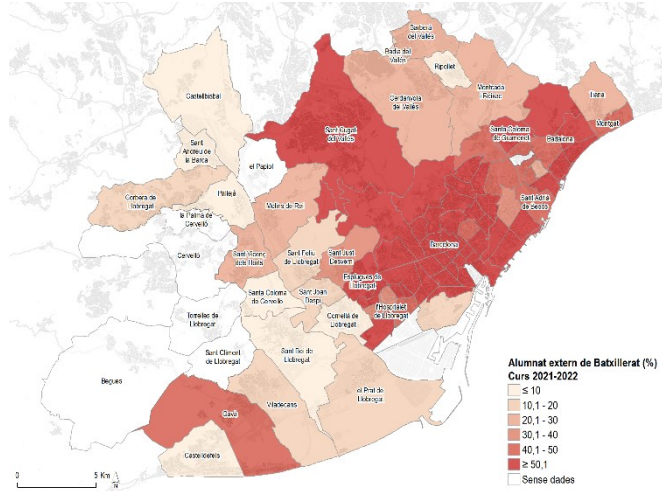 Barberà
del Vallès
Badia del
Vallès
Ripollet
Castellbisbal
Cerdanyola
del Vallès
Montcada
i Reixac
Tiana
Montgat
Sant Cugat
del Vallès
Santa Coloma
de Gramenet
Badalona
Sant
Andreu de
la Barca
el Papiol
Corbera de
Llobregat
Pallejà
la Palma de
Cervelló
Molins de Rei
Sant Adrià
de Besòs
Cervelló
Sant Vicenç
dels Horts
Sant Feliu
de Llobregat
Sant Just
Desvern
Barcelona
Esplugues de
Llobregat
Santa Coloma
de Cervelló
Sant Joan
Despí
Torrelles de
Llobregat
Cornellà de
Llobregat
l'Hospitalet
de Llobregat
Sant Climent
de Llobregat
Sant Boi de
Llobregat
Begues
Viladecans
el Prat de
Llobregat
Gavà
Castelldefels
0 5 Km
Alumnat extern de Batxillerat (%)
Curs 2021-2022
≤ 10
10,1 - 20
20,1 - 30
30,1 - 40
40,1 - 50
≥ 50,1
Sense dades